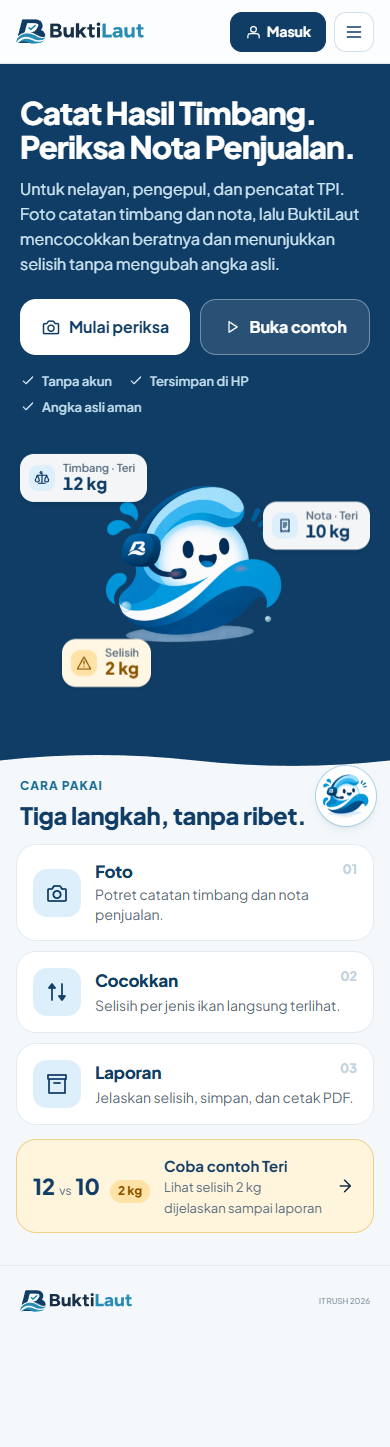 BuktiLaut
Masuk
Catat Hasil Timbang.
Periksa Nota Penjualan.
Untuk nelayan, pengepul, dan pencatat TPI.
Foto catatan timbang dan nota, lalu BuktiLaut
mencocokkan beratnya dan menunjukkan
selisih tanpa mengubah angka asli.
Mulai periksa
Buka contoh
Tanpa akun
Tersimpan di HP
Angka asli aman
Timbang · Teri
12 kg
Nota · Teri
10 kg
Selisih
2 kg
CARA PAKAI
Tiga langkah, tanpa ribet.
Foto
01
Potret catatan timbang dan nota
penjualan.
Cocokkan
02
Selisih per jenis ikan langsung terlihat.
Laporan
03
Jelaskan selisih, simpan, dan cetak PDF.
12 vs 10
2 kg
Coba contoh Teri
Lihat selisih 2 kg
dijelaskan sampai laporan
BuktiLaut
ITRUSH 2026